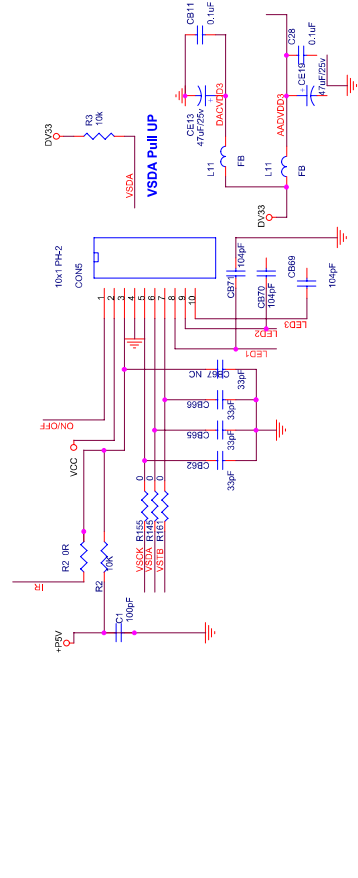 CB11
0.1uF
CE13
47uF/25v
DACVDD3
L11
FB
C28
0.1uF
CE19
47uF/25v
AADVDD3
L11
FB
DV33
DV33
R3
10k
VSDA
VSDA Pull UP
10x1 PH-2
CON5
1
2
3
4
5
6
7
8
9
10
CB71
104pF
CB70
104pF
CB69
104pF
LED3
LED2
LED1
ON/OFF
VCC
CB67 NC
33pF
CB66
33pF
CB65
33pF
CB62
33pF
R155
0
R145
0
R161
0
VSCK
VSDA
VSTB
R2 0R
R2
10K
IR
+P5V
C1
100pF